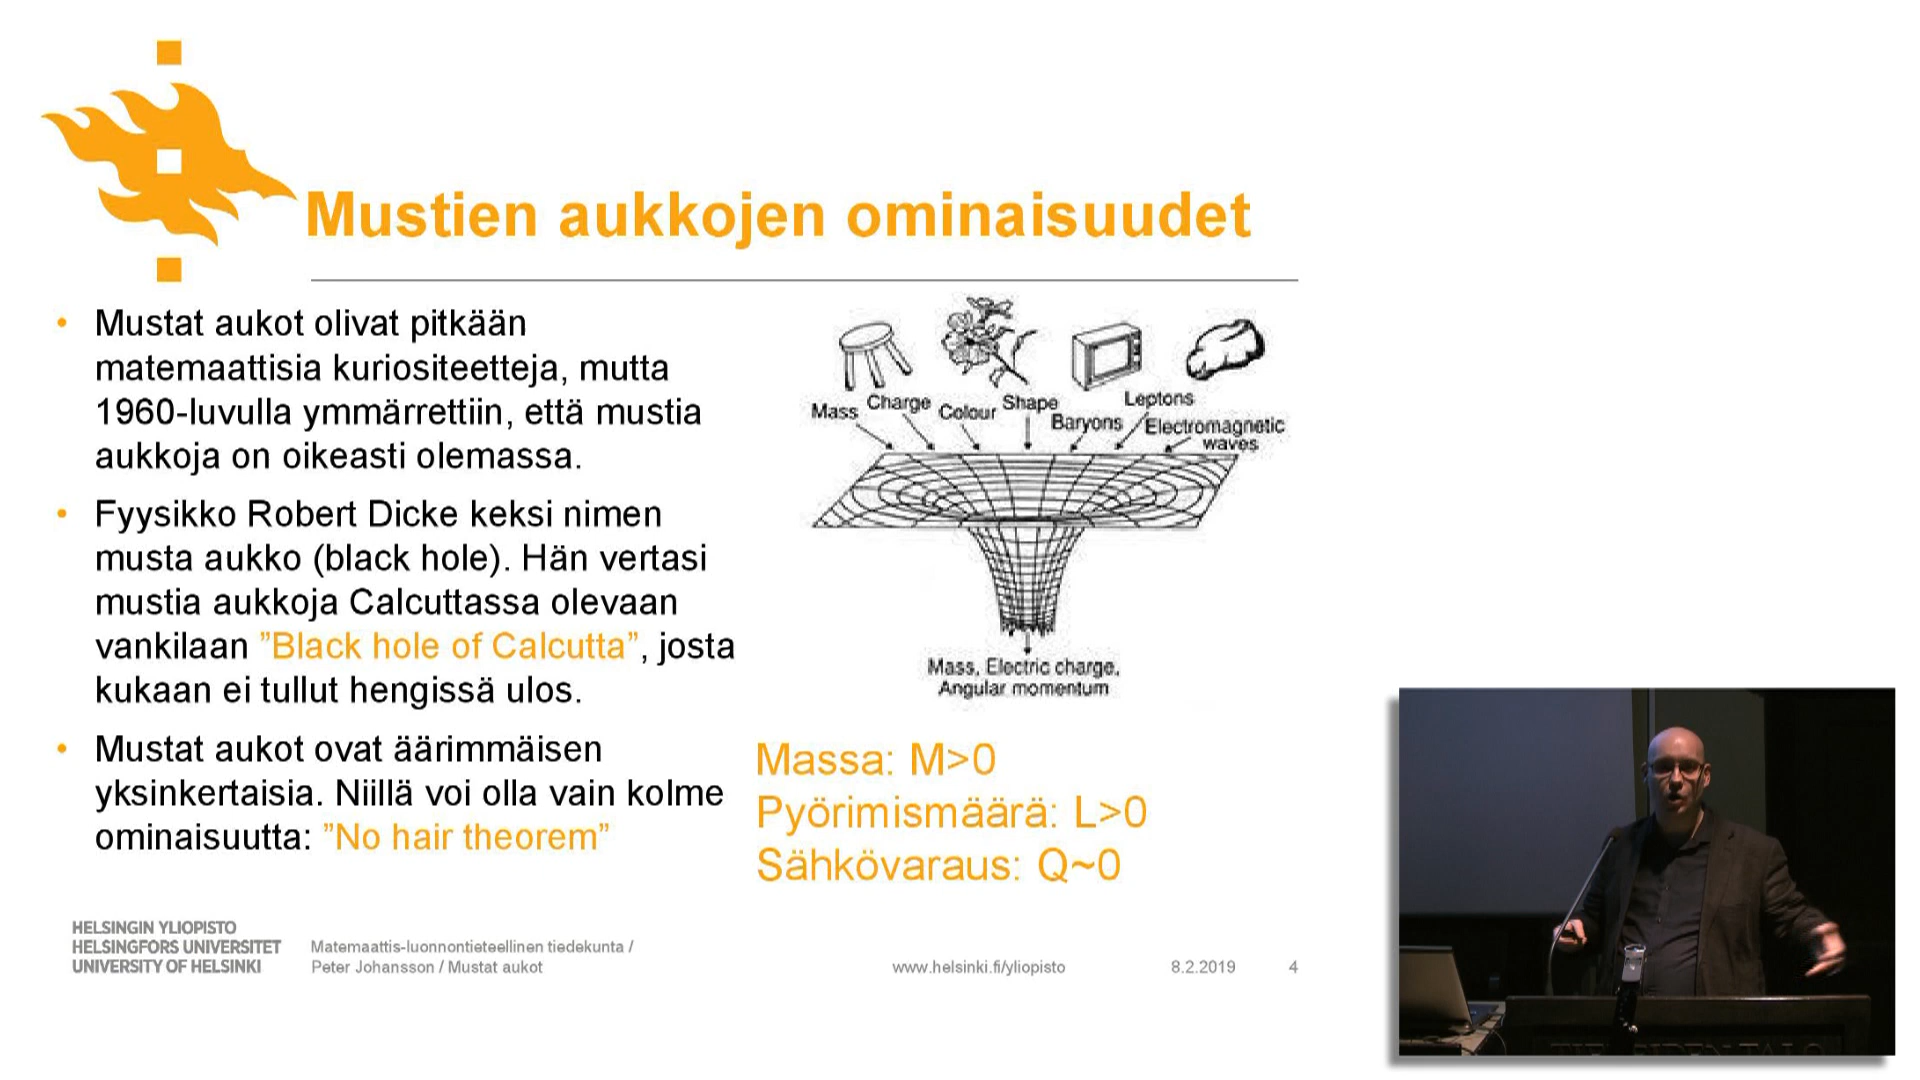 Mustien aukkojen ominaisuudet
• Mustat aukot olivat pitkään
matemaattisia kuriositeetteja, mutta
1960-luvulla ymmärrettiin, että mustia
aukkoja on oikeasti olemassa.
• Fyysikko Robert Dicke keksi nimen
musta aukko (black hole). Hän vertasi
mustia aukkoja Calcuttassa olevaan
vankilaan ”Black hole of Calcutta”, josta
kukaan ei tullut hengissä ulos.
• Mustat aukot ovat äärimmäisen
yksinkertaisia. Niillä voi olla vain kolme
ominaisuutta: ”No hair theorem”
Mass Charge Colour Shape Baryons Leptons Electromagnetic
waves
Mass, Electric charge,
Angular momentum
Massa: M>0
Pyörimismäärä: L>0
Sähkövaraus: Q~0
HELSINGIN YLIOPISTO
HELSINGFORS UNIVERSITET
UNIVERSITY OF HELSINKI
Matemaattis-luonnontieteellinen tiedekunta /
Peter Johansson / Mustat aukot
www.helsinki.fi/yliopisto
8.2.2019
4